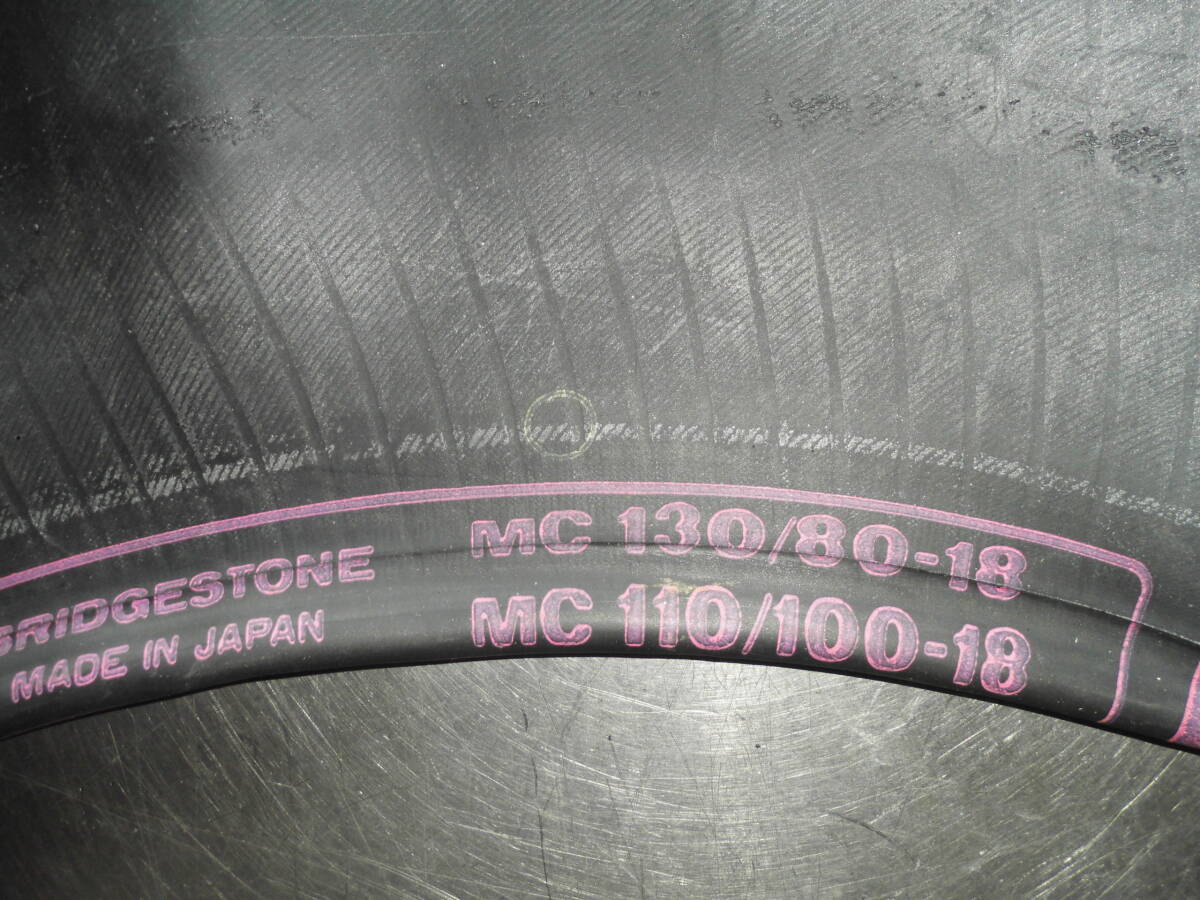 BRIDGESTONE
MADE IN JAPAN
MC 130/80-18
MC 110/100-18